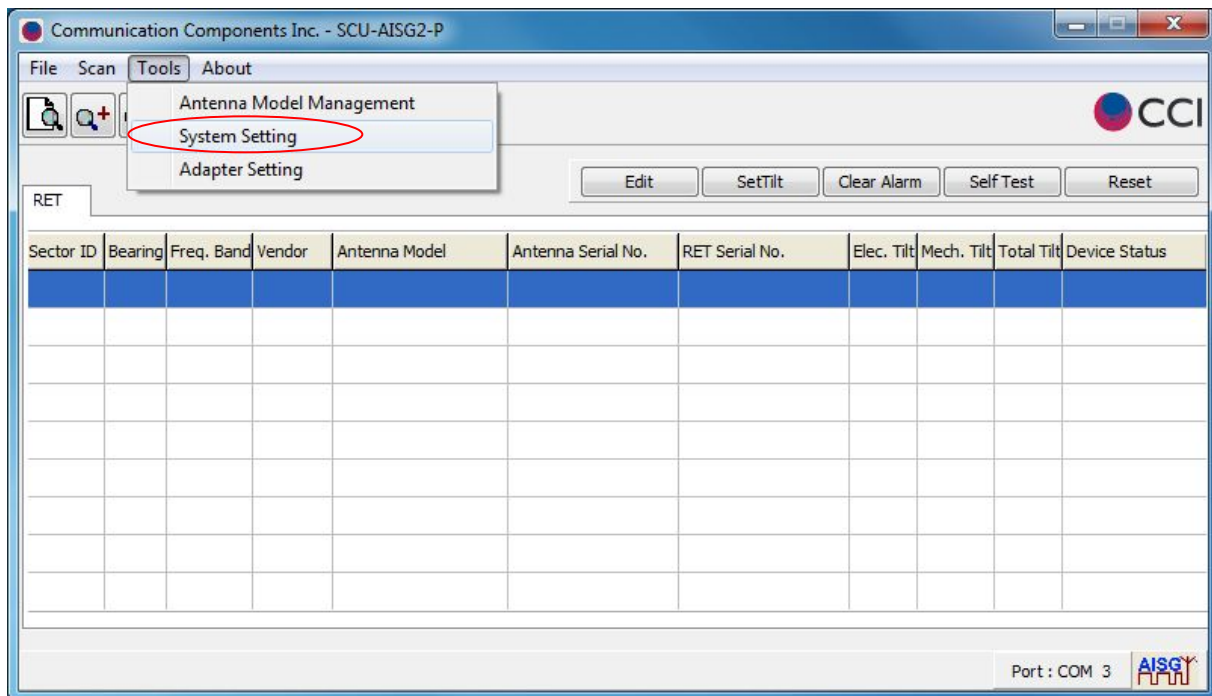 Communication Components Inc. - SCU-AISG2-P
File Scan Tools About
Antenna Model Management
System Setting
Adapter Setting
CCI
Edit SetTilt Clear Alarm Self Test Reset
RET
Sector ID Bearing Freq. Band Vendor Antenna Model Antenna Serial No. RET Serial No. Elec. Tilt Mech. Tilt Total Tilt Device Status
Port : COM 3 AISG